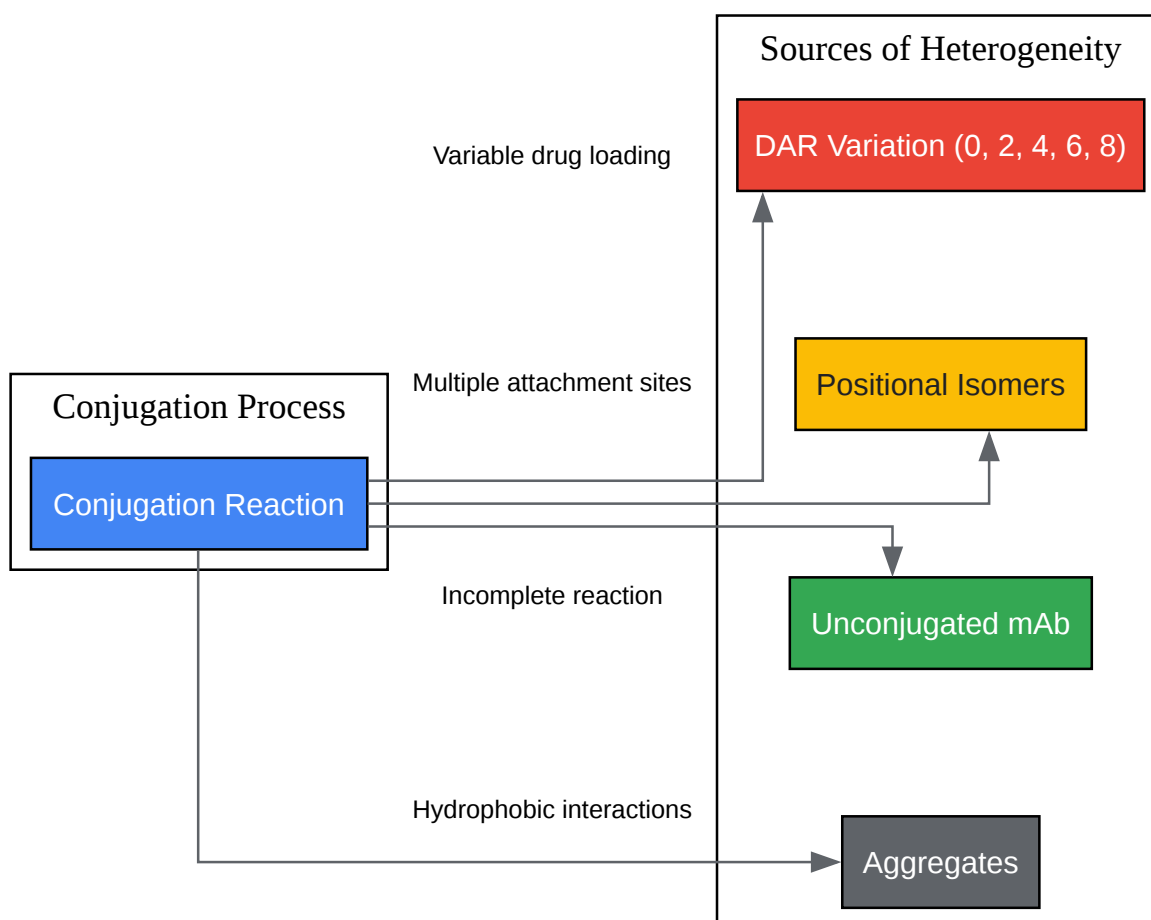 Sources of Heterogeneity
DAR Variation (0, 2, 4, 6, 8)
Variable drug loading
Multiple attachment sites
Positional Isomers
Conjugation Process
Conjugation Reaction
Incomplete reaction
Unconjugated mAb
Hydrophobic interactions
Aggregates